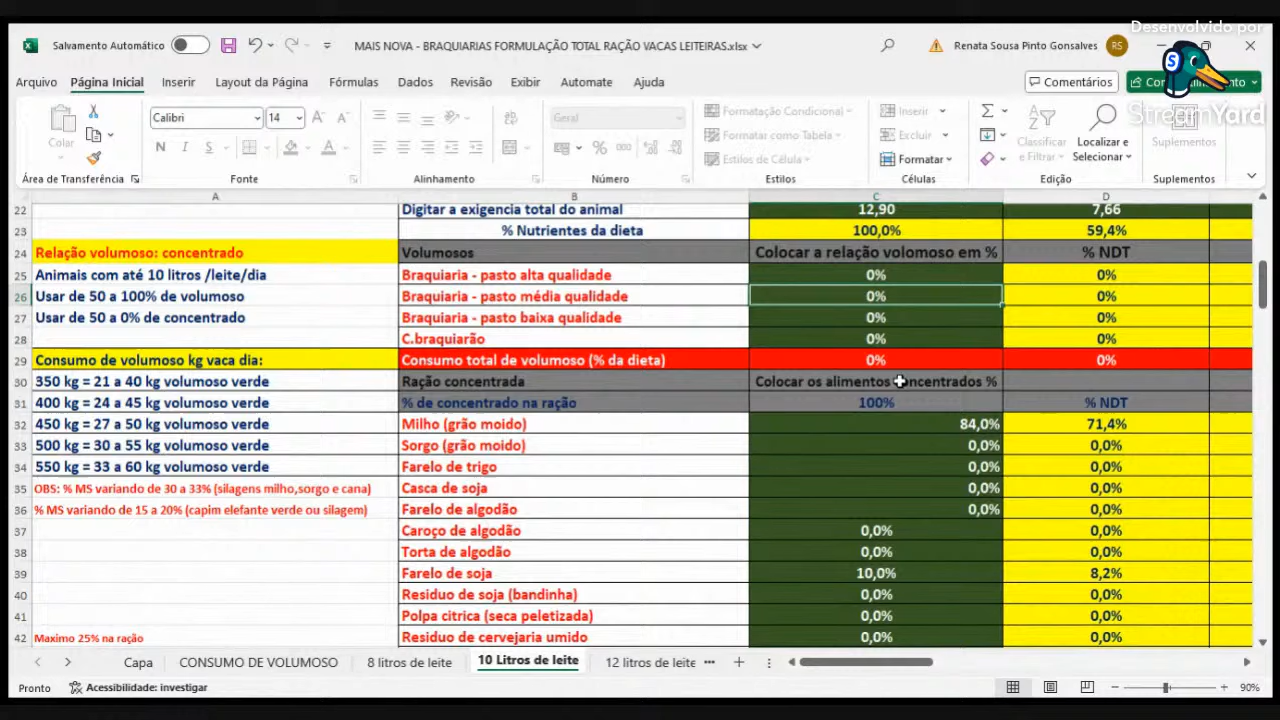 Desenvolvido por
StreamYard
Salvamento Automático
MAIS NOVA - BRAQUIARIAS FORMULAÇÃO TOTAL RAÇÃO VACAS LEITEIRAS.xlsx
Renata Sousa Pinto Gonsalves
RS
Arquivo Página Inicial Inserir Layout da Página Fórmulas Dados Revisão Exibir Automate Ajuda
Comentários
Colar
Calibri 14
N I S
Geral
Formatação Condicional
Formatar como Tabela
Estilos de Célula
Inserir
Excluir
Formatar
Classificar e Filtrar
Localizar e Selecionar
Suplementos
Área de Transferência Fonte Alinhamento Número Estilos Células Edição Suplementos
A B C D
22 Digitar a exigencia total do animal 12,90 7,66
23 % Nutrientes da dieta 100,0% 59,4%
24 Relação volumoso: concentrado Volumosos Colocar a relação volomoso em % % NDT
25 Animais com até 10 litros /leite/dia Braquiaria - pasto alta qualidade 0% 0%
26 Usar de 50 a 100% de volumoso Braquiaria - pasto média qualidade 0% 0%
27 Usar de 50 a 0% de concentrado Braquiaria - pasto baixa qualidade 0% 0%
28 C.braquiarão 0% 0%
29 Consumo de volumoso kg vaca dia: Consumo total de volumoso (% da dieta) 0% 0%
30 350 kg = 21 a 40 kg volumoso verde Ração concentrada Colocar os alimentos concentrados %
31 400 kg = 24 a 45 kg volumoso verde % de concentrado na ração 100% % NDT
32 450 kg = 27 a 50 kg volumoso verde Milho (grão moido) 84,0% 71,4%
33 500 kg = 30 a 55 kg volumoso verde Sorgo (grão moido) 0,0% 0,0%
34 550 kg = 33 a 60 kg volumoso verde Farelo de trigo 0,0% 0,0%
35 OBS: % MS variando de 30 a 33% (silagens milho,sorgo e cana) Casca de soja 0,0% 0,0%
36 % MS variando de 15 a 20% (capim elefante verde ou silagem) Farelo de algodão 0,0% 0,0%
37 Caroço de algodão 0,0% 0,0%
38 Torta de algodão 0,0% 0,0%
39 Farelo de soja 10,0% 8,2%
40 Residuo de soja (bandinha) 0,0% 0,0%
41 Polpa citrica (seca peletizada) 0,0% 0,0%
42 Maximo 25% na ração Residuo de cervejaria umido 0,0% 0,0%
Capa CONSUMO DE VOLUMOSO 8 litros de leite 10 Litros de leite 12 litros de leite
Pronto Acessibilidade: investigar 90%